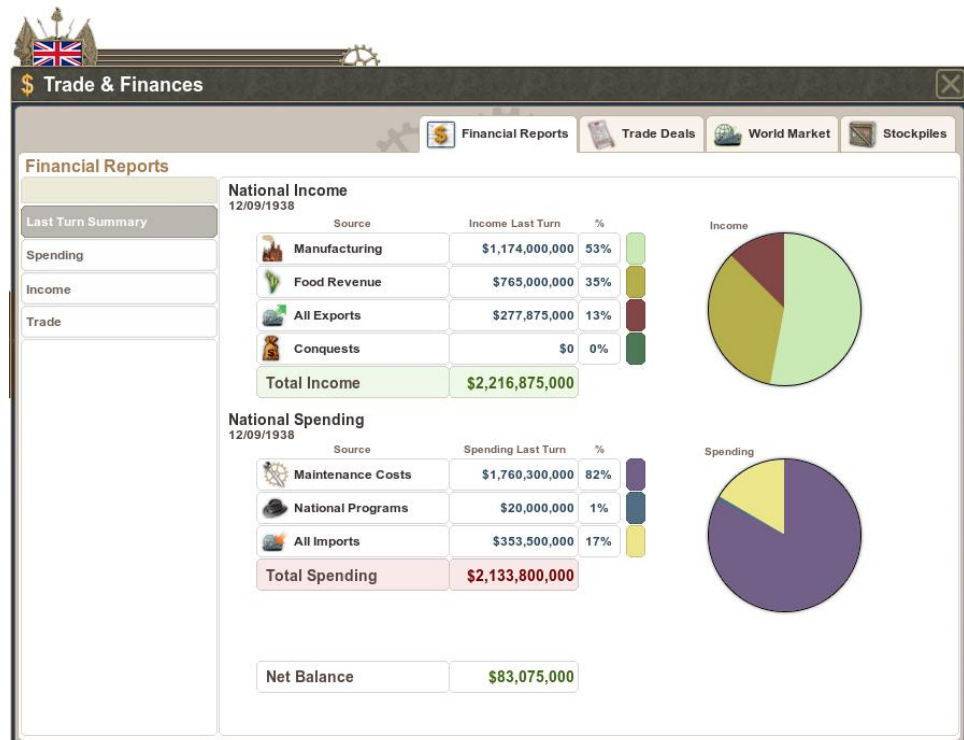 $ Trade & Finances
Financial Reports Trade Deals World Market Stockpiles
Financial Reports
Last Turn Summary
Spending
Income
Trade
National Income
12/09/1938
Source Income Last Turn %
Manufacturing $1,174,000,000 53%
Food Revenue $765,000,000 35%
All Exports $277,875,000 13%
Conquests $0 0%
Total Income $2,216,875,000
Income
National Spending
12/09/1938
Source Spending Last Turn %
Maintenance Costs $1,760,300,000 82%
National Programs $20,000,000 1%
All Imports $353,500,000 17%
Total Spending $2,133,800,000
Spending
Net Balance $83,075,000